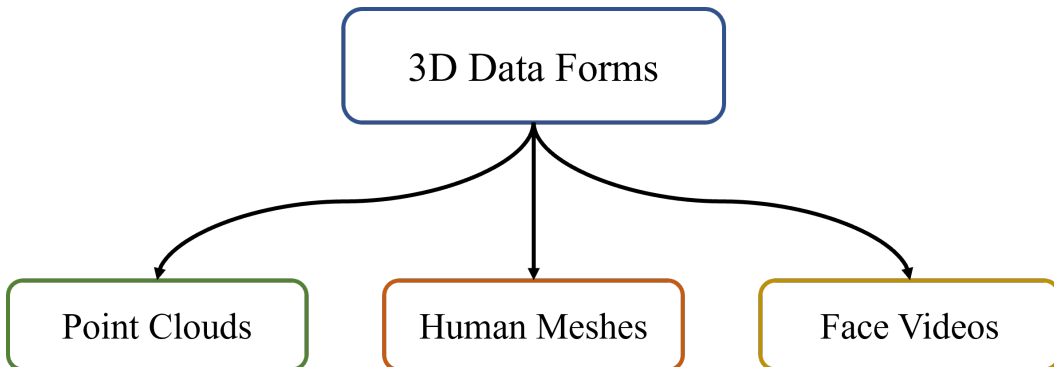 3D Data Forms
Point Clouds
Human Meshes
Face Videos